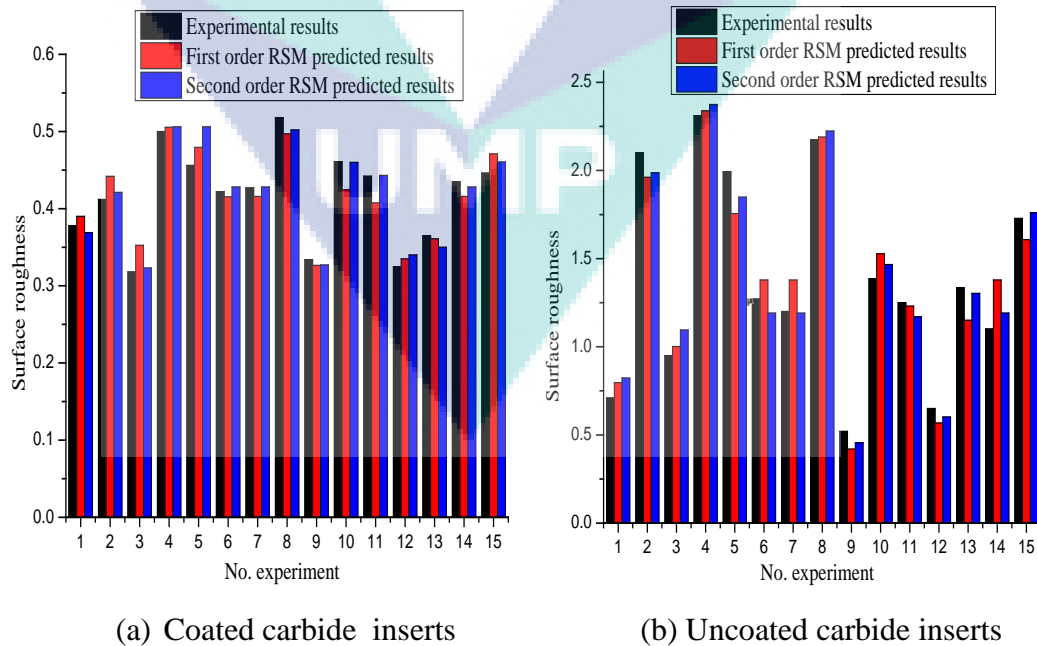 Experimental results
First order RSM predicted results
Second order RSM predicted results
0.6
0.5
0.4
0.3
0.2
0.1
0.0
Surface roughness
1 2 3 4 5 6 7 8 9 10 11 12 13 14 15
No. experiment
(a) Coated carbide inserts
Experimental results
First order RSM predicted results
Second order RSM predicted results
2.5
2.0
1.5
1.0
0.5
0.0
Surface roughness
1 2 3 4 5 6 7 8 9 10 11 12 13 14 15
No. experiment
(b) Uncoated carbide inserts
UMP